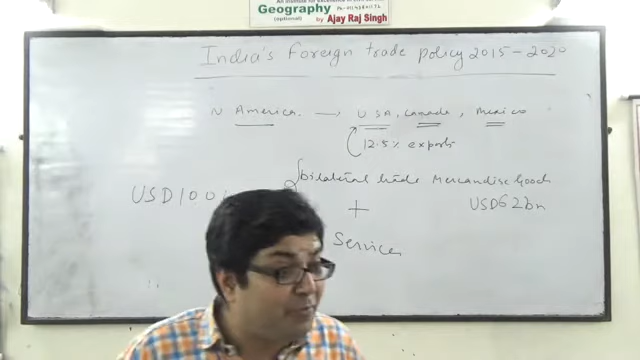 Geography
(optional) by Ajay Raj Singh
India's Foreign trade policy 2015-2020
N America. → USA, Canada, Mexico
12.5% exports
bilateral trade Merchandise Goods
USD100
+
USD62bn
Services